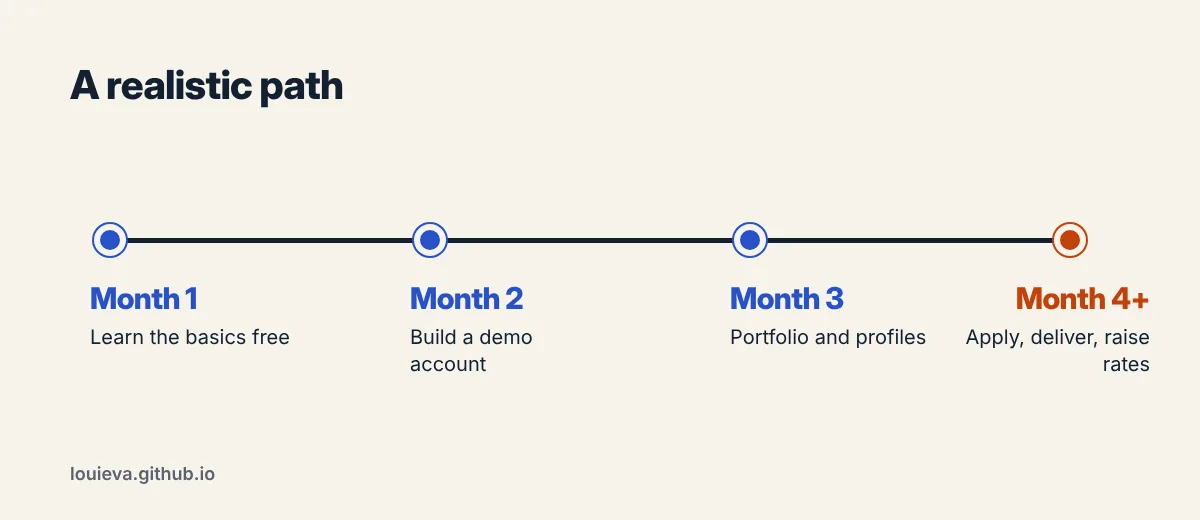 A realistic path
Month 1
Learn the basics free
Month 2
Build a demo
account
Month 3
Portfolio and profiles
Month 4+
Apply, deliver, raise
rates
louieva.github.io